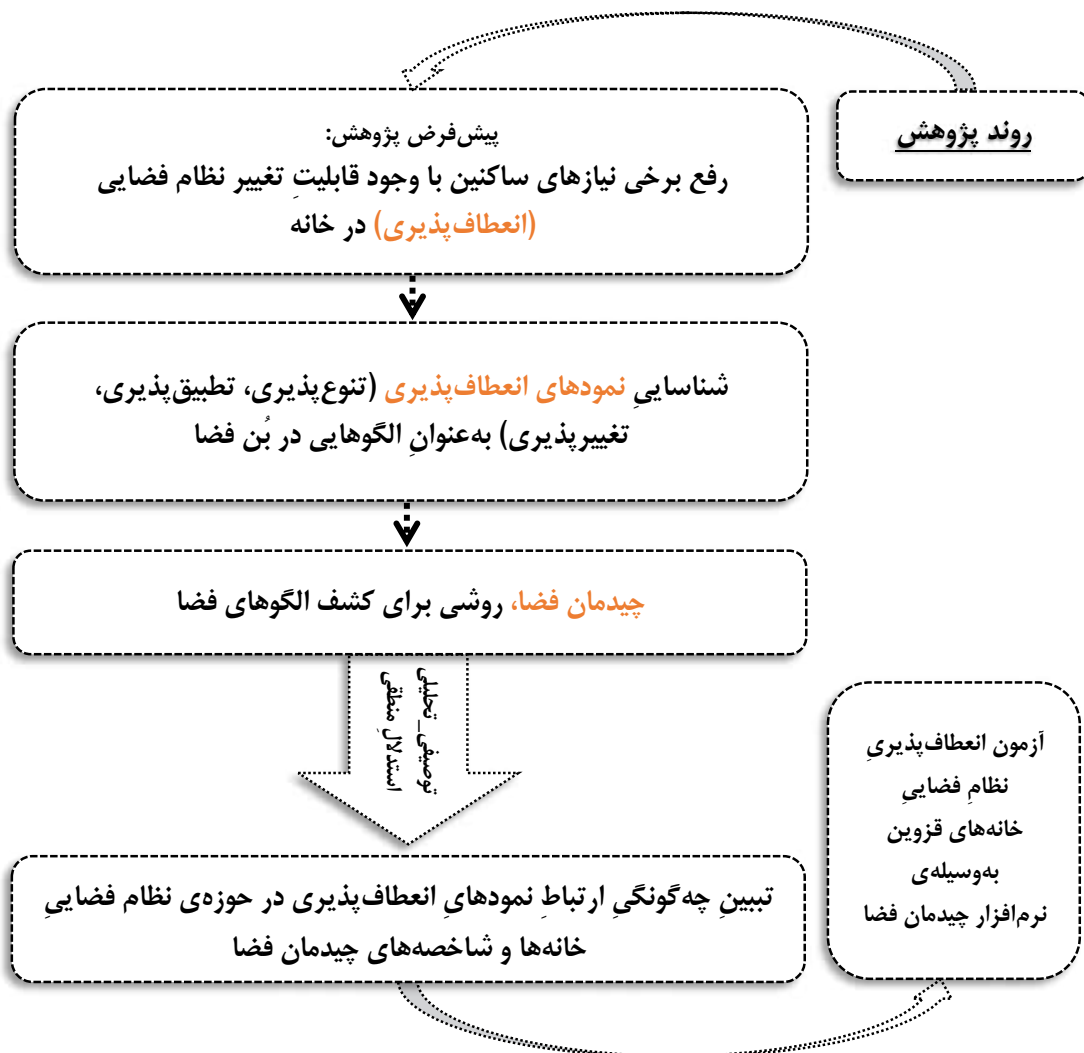 روند پژوهش
پیش‌فرض پژوهش:
رفع برخی نیازهای ساکنین با وجود قابلیتِ تغییر نظام فضایی
(انعطاف‌پذیری) در خانه
شناساییِ نمودهای انعطاف‌پذیری (تنوع‌پذیری، تطبیق‌پذیری،
تغییرپذیری) به‌عنوانِ الگوهایی در بُن فضا
چیدمان فضا، روشی برای کشف الگوهای فضا
توصیفی_ تحلیلی
استدلالِ منطقی
تبیینِ چه‌گونگیِ ارتباطِ نمودهایِ انعطاف‌پذیری در حوزه‌ی نظام فضاییِ
خانه‌ها و شاخصه‌های چیدمان فضا
آزمون انعطاف‌پذیریِ
نظامِ فضاییِ
خانه‌های قزوین
به‌وسیله‌ی
نرم‌افزار چیدمان فضا